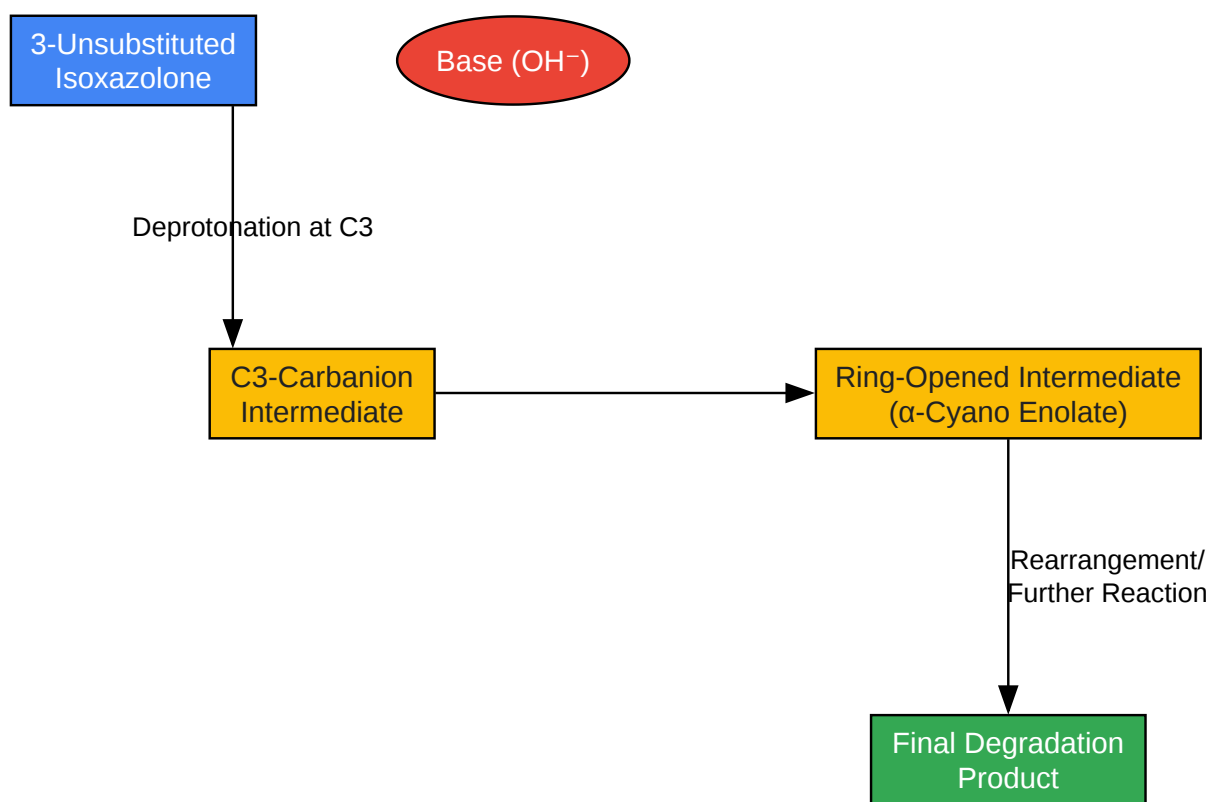 3-Unsubstituted
Isoxazolone
Base (OH⁻)
Deprotonation at C3
C3-Carbanion
Intermediate
Ring-Opened Intermediate
(α-Cyano Enolate)
Rearrangement/
Further Reaction
Final Degradation
Product